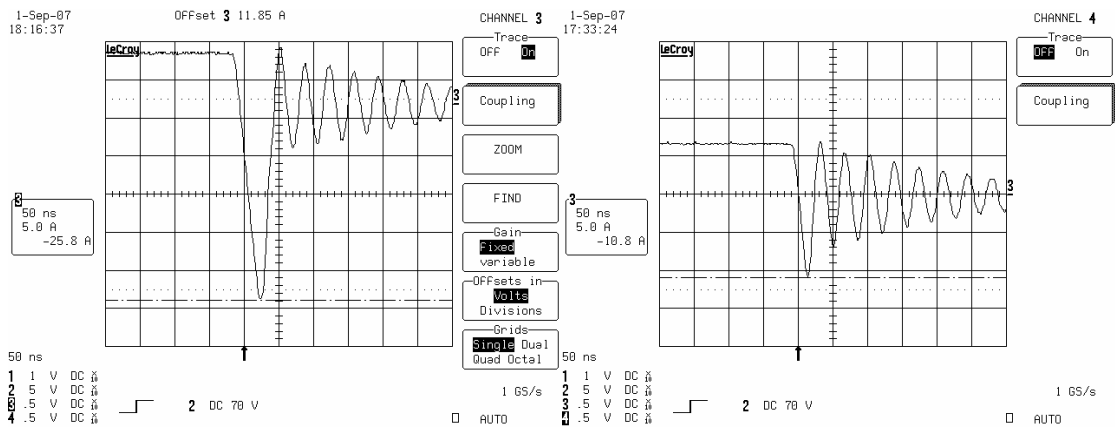 1-Sep-07
18:16:37
OFFset 3 11.85 A
CHANNEL 3
LeCroy
Trace
OFF On
Coupling
ZOOM
FIND
Gain
Fixed
variable
OFFsets in
Volts
Divisions
Grids
Single Dual
Quad Octal
3
3
50 ns
5.0 A
-25.8 A
50 ns
1 1 V DC
2 5 V DC
3 .5 V DC
4 .5 V DC
2 DC 78 V
1 GS/s
AUTO
1-Sep-07
17:33:24
CHANNEL 4
LeCroy
Trace
OFF On
Coupling
3
3
50 ns
5.0 A
-10.8 A
50 ns
1 1 V DC
2 5 V DC
3 .5 V DC
4 .5 V DC
2 DC 78 V
1 GS/s
AUTO